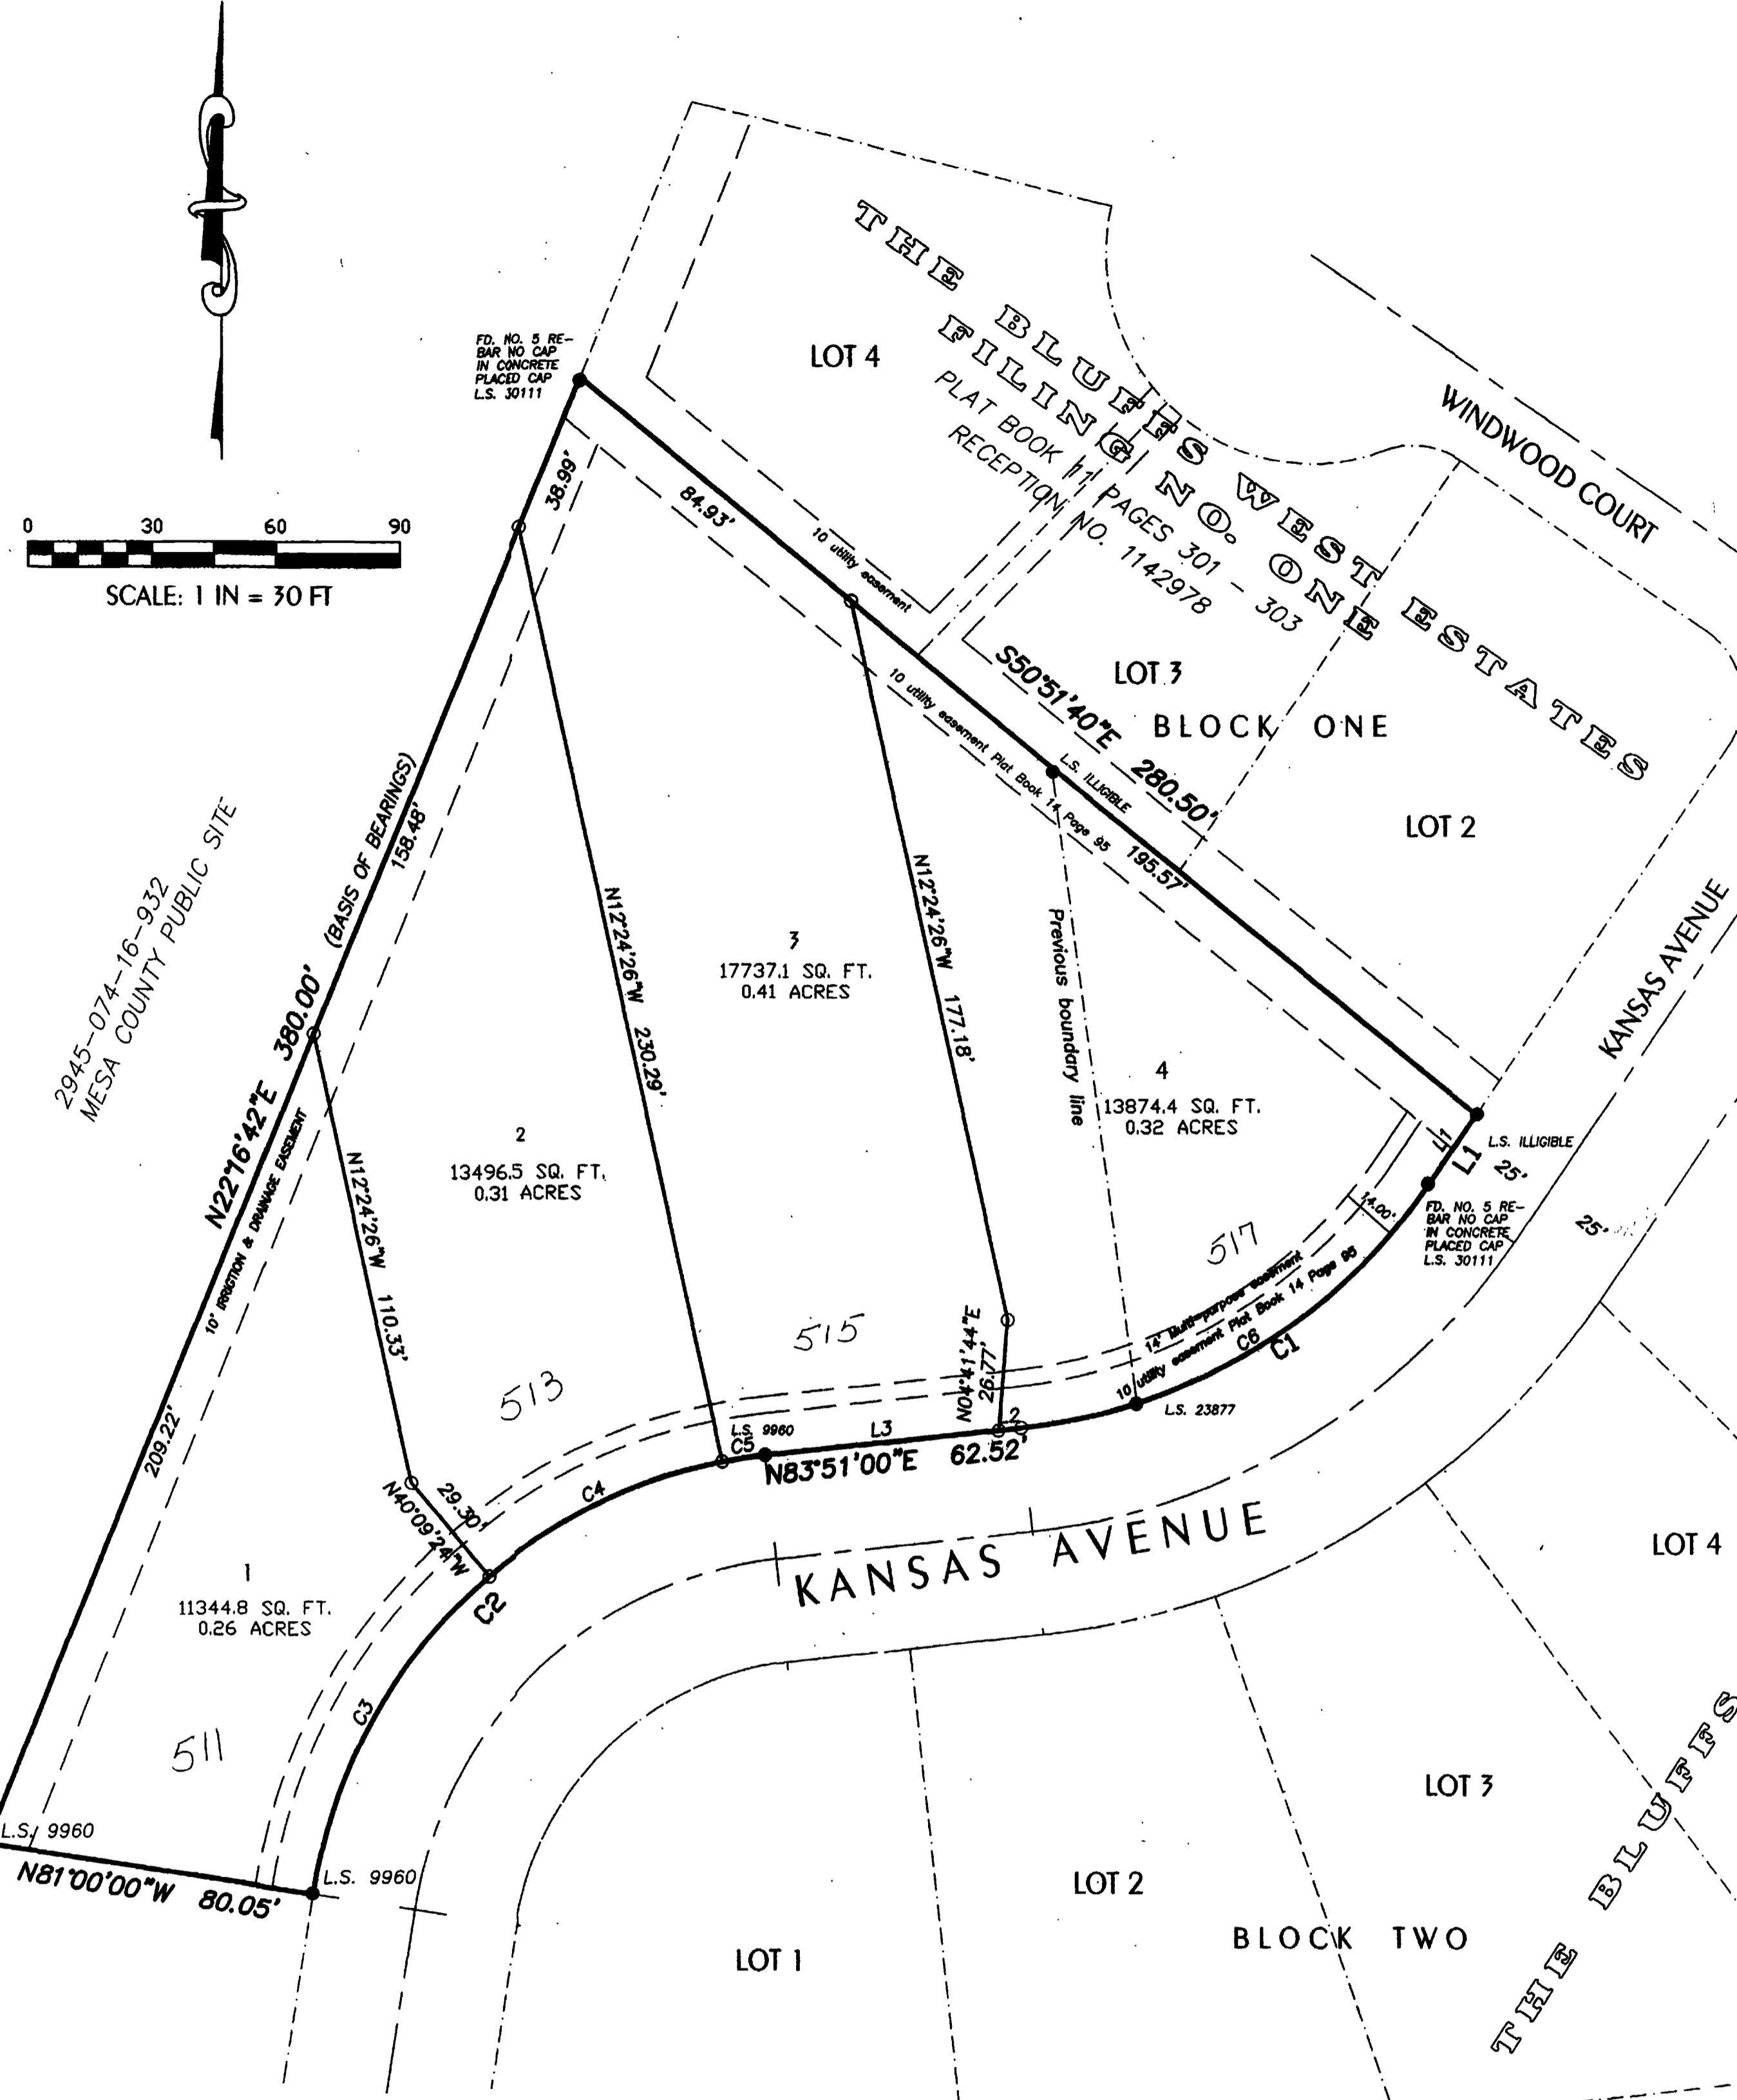 FD. NO. 5 RE-
BAR NO CAP
IN CONCRETE
PLACED CAP
L.S. 30111
LOT 4
THE BLUFFS WEST ESTATES
FILING NO. ONE
PLAT BOOK 11 PAGES 301 - 303
RECEPTION NO. 1142978
WINDWOOD COURT
0 30 60 90
SCALE: 1 IN = 30 FT
38.99'
84.93'
10 utility easement
10 utility easement Plat Book 14 Page 95
S50°51'40"E 280.50'
LOT 3
BLOCK ONE
L.S. ILLIGIBLE
195.57'
LOT 2
KANSAS AVENUE
2945-074-16-932
MESA COUNTY PUBLIC SITE
N22°16'42"E 380.00' (BASIS OF BEARINGS)
158.48'
10' IRRIGTION & DRAINAGE EASEMENT
209.22'
N12°24'26"W 110.33'
N12°24'26"W 230.29'
N12°24'26"W 177.18'
Previous boundary line
3
17737.1 SQ. FT.
0.41 ACRES
4
13874.4 SQ. FT.
0.32 ACRES
2
13496.5 SQ. FT.
0.31 ACRES
L1
L1
L.S. ILLIGIBLE
25'
25'
14.00'
FD. NO. 5 RE-
BAR NO CAP
IN CONCRETE
PLACED CAP
L.S. 30111
517
515
513
14' Multi-purpose easement
10 utility easement Plot Book 14 Page 95
C6
C1
N04°41'44"E
26.77'
L.S. 23877
L.S. 9960
C5
L3
2
N83°51'00"E 62.52'
C4
29.30'
N40°09'24"W
C2
KANSAS AVENUE
LOT 4
1
11344.8 SQ. FT.
0.26 ACRES
C3
511
L.S. 9960
N81°00'00"W 80.05'
L.S. 9960
LOT 3
LOT 2
LOT 1
BLOCK TWO
THE BLUFFS